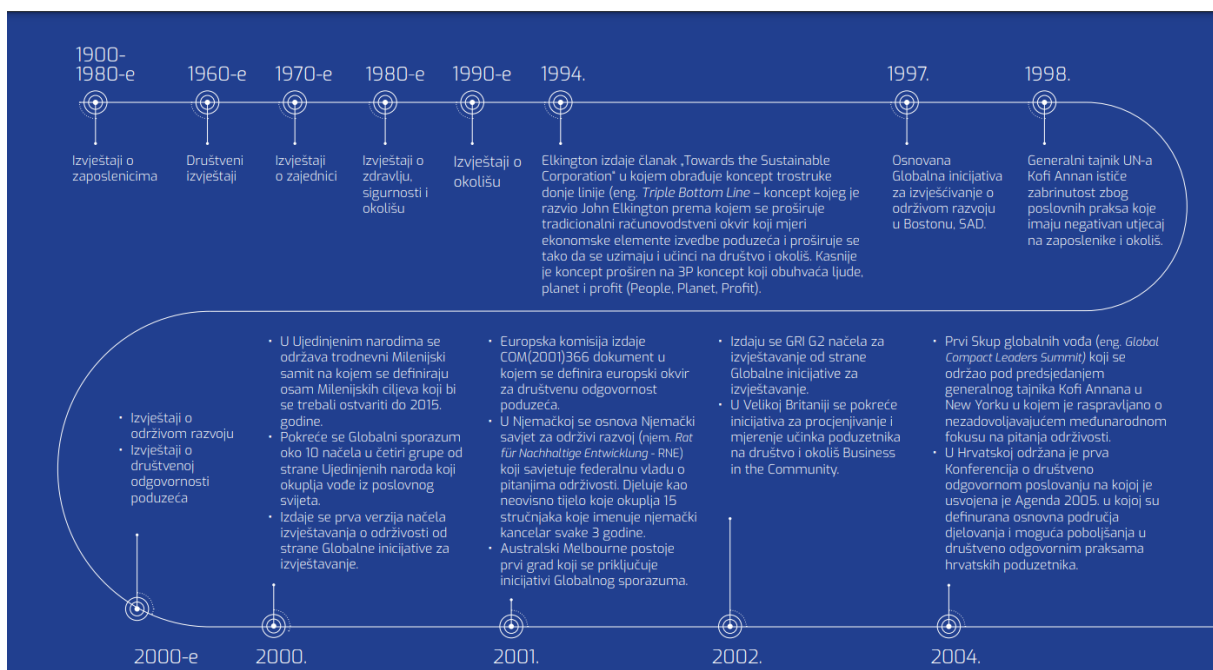 1900-
1980-e
Izvještaji o
zaposlenicima
1960-e
Društveni
izvještaji
1970-e
Izvještaji
o zajednici
1980-e
Izvještaji o
zdravlju,
sigurnosti i
okolišu
1990-e
Izvještaji o
okolišu
1994.
Elkington izdaje članak „Towards the Sustainable
Corporation“ u kojem obrađuje koncept trostruke
donje linije (eng. Triple Bottom Line – koncept kojeg je
razvio John Elkington prema kojem se proširuje
tradicionalni računovodstveni okvir koji mjeri
ekonomske elemente izvedbe poduzeća i proširuje se
tako da se uzimaju i učinci na društvo i okoliš. Kasnije
je koncept proširen na 3P koncept koji obuhvaća ljude,
planet i profit (People, Planet, Profit).
1997.
Osnovana
Globalna inicijativa
za izvješćivanje o
održivom razvoju
u Bostonu, SAD.
1998.
Generalni tajnik UN-a
Kofi Annan ističe
zabrinutost zbog
poslovnih praksa koje
imaju negativan utjecaj
na zaposlenike i okoliš.
• Izvještaji o
održivom razvoju
• Izvještaji o
društvenoj
odgovornosti
poduzeća
2000-e
• U Ujedinjenim narodima se
održava trodnevni Milenijski
samit na kojem se definiraju
osam Milenijskih ciljeva koji bi
se trebali ostvariti do 2015.
godine.
• Pokreće se Globalni sporazum
oko 10 načela u četiri grupe od
strane Ujedinjenih naroda koji
okuplja vođe iz poslovnog
svijeta.
• Izdaje se prva verzija načela
izvještavanja o održivosti od
strane Globalne inicijative za
izvještavanje.
2000.
• Europska komisija izdaje
COM(2001)366 dokument u
kojem se definira europski okvir
za društvenu odgovornost
poduzeća.
• U Njemačkoj se osnova Njemački
savjet za održivi razvoj (njem. Rat
für Nachhaltige Entwicklung - RNE)
koji savjetuje federalnu vladu o
pitanjima održivosti. Djeluje kao
neovisno tijelo koje okuplja 15
stručnjaka koje imenuje njemački
kancelar svake 3 godine.
• Australski Melbourne postoje
prvi grad koji se priključuje
inicijativi Globalnog sporazuma.
2001.
• Izdaju se GRI G2 načela za
izvještavanje od strane
Globalne inicijative za
izvještavanje.
• U Velikoj Britaniji se pokreće
inicijativa za procjenjivanje i
mjerenje učinka poduzetnika
na društvo i okoliš Business
in the Community.
2002.
• Prvi Skup globalnih vođa (eng. Global
Compact Leaders Summit) koji se
održao pod predsjedanjem
generalnog tajnika Kofi Annana u
New Yorku u kojem je raspravljano o
nezadovoljavajućem međunarodnom
fokusu na pitanja održivosti.
• U Hrvatskoj održana je prva
Konferencija o društveno
odgovornom poslovanju na kojoj je
usvojena je Agenda 2005. u kojoj su
definurana osnovna područja
djelovanja i moguća poboljšanja u
društveno odgovornim praksama
hrvatskih poduzetnika.
2004.